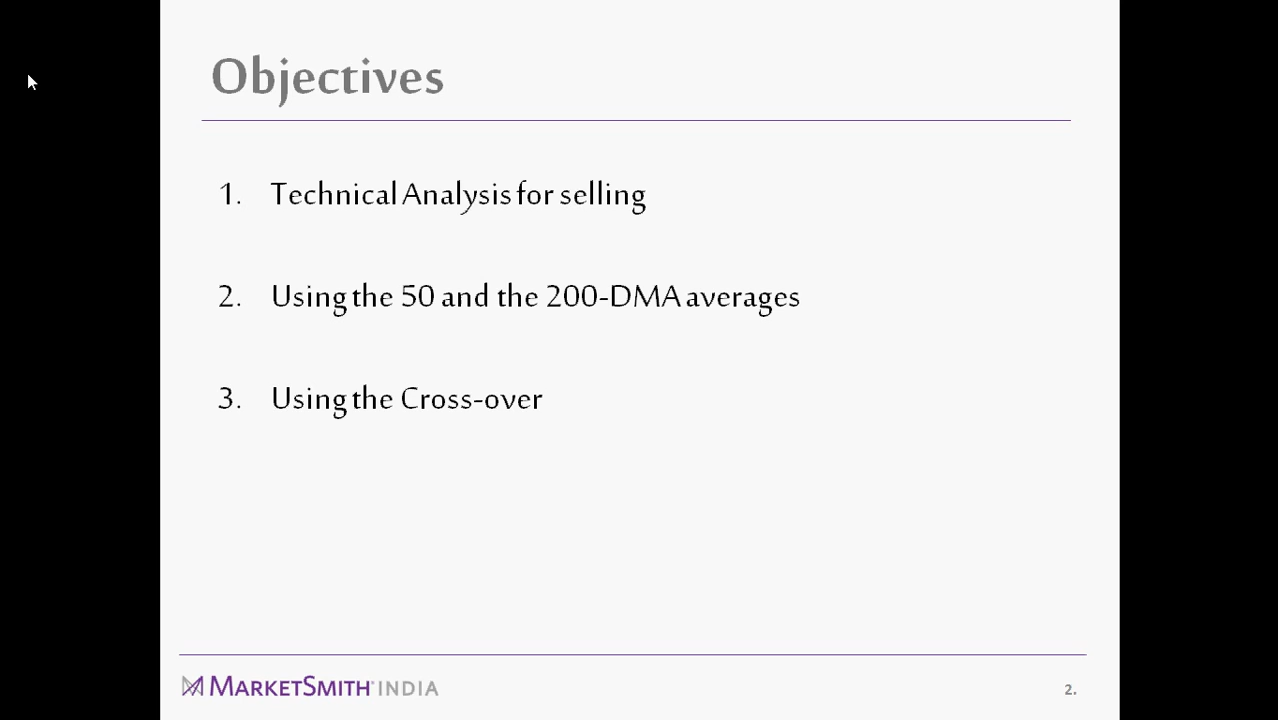 Objectives
1. Technical Analysis for selling
2. Using the 50 and the 200-DMA averages
3. Using the Cross-over
MARKETSMITH INDIA
2.